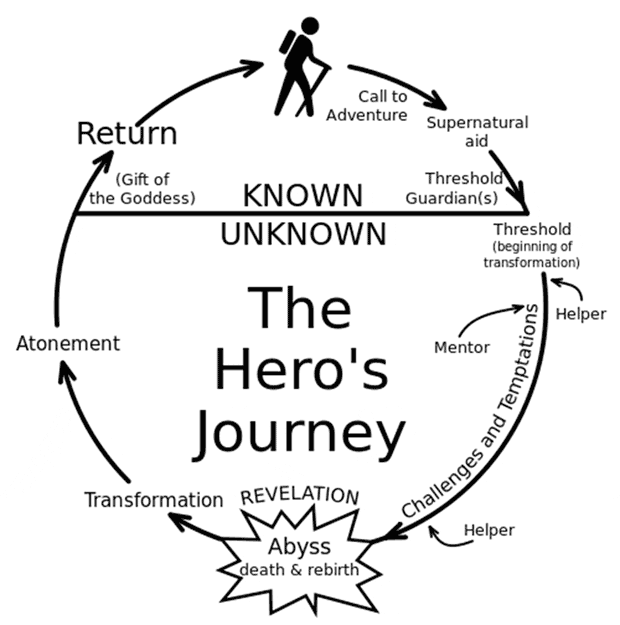 Call to
Adventure
Supernatural
aid
Return
(Gift of
the Goddess)
KNOWN
Threshold
Guardian(s)
UNKNOWN
Threshold
(beginning of
transformation)
The
Hero's
Journey
Helper
Mentor
Challenges and Temptations
Atonement
Transformation
REVELATION
Abyss
death & rebirth
Helper